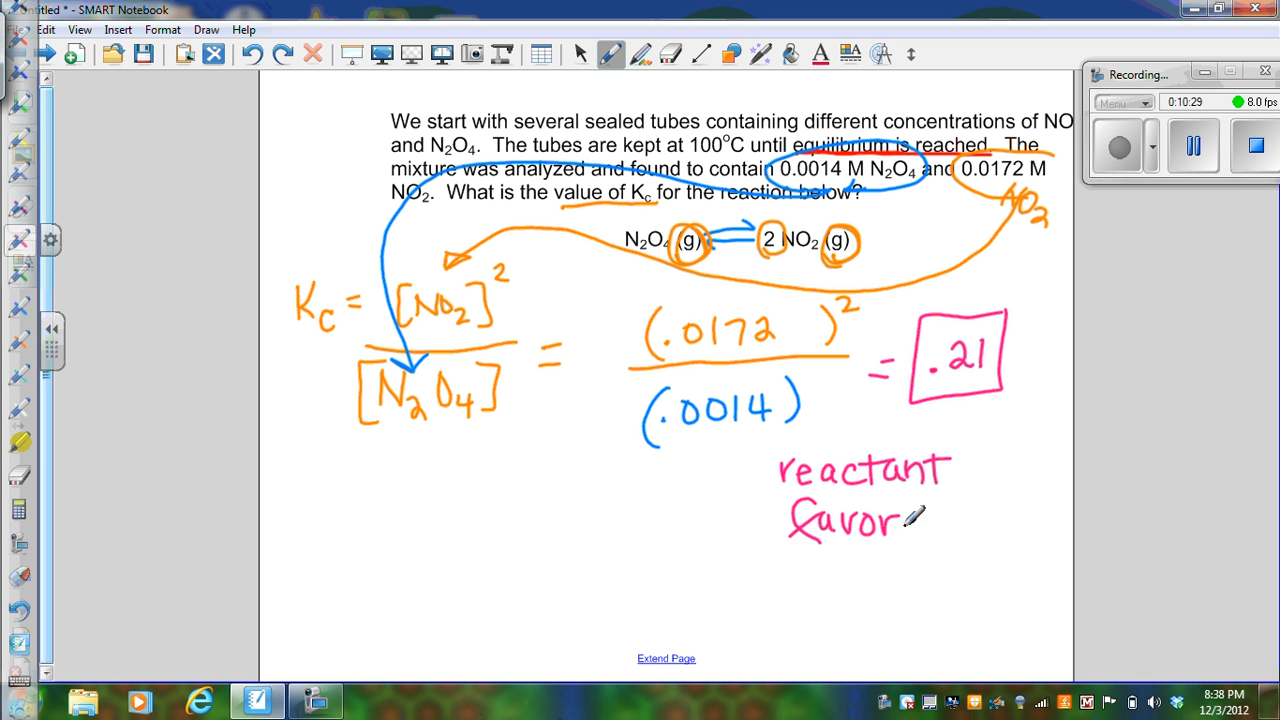 Untitled * - SMART Notebook
Edit View Insert Format Draw Help
Recording...
Menu
0:10:29
8.0 fps
We start with several sealed tubes containing different concentrations of NO
and N₂O₄. The tubes are kept at 100°C until equilibrium is reached. The
mixture was analyzed and found to contain 0.0014 M N₂O₄ and 0.0172 M
NO₂. What is the value of Kc for the reaction below?
NO₂
N₂O₄ (g) ⇌ 2 NO₂ (g)
Kc = [NO₂]² / [N₂O₄] = (.0172)² / (.0014) = .21
reactant
favor
Extend Page
8:38 PM
12/3/2012